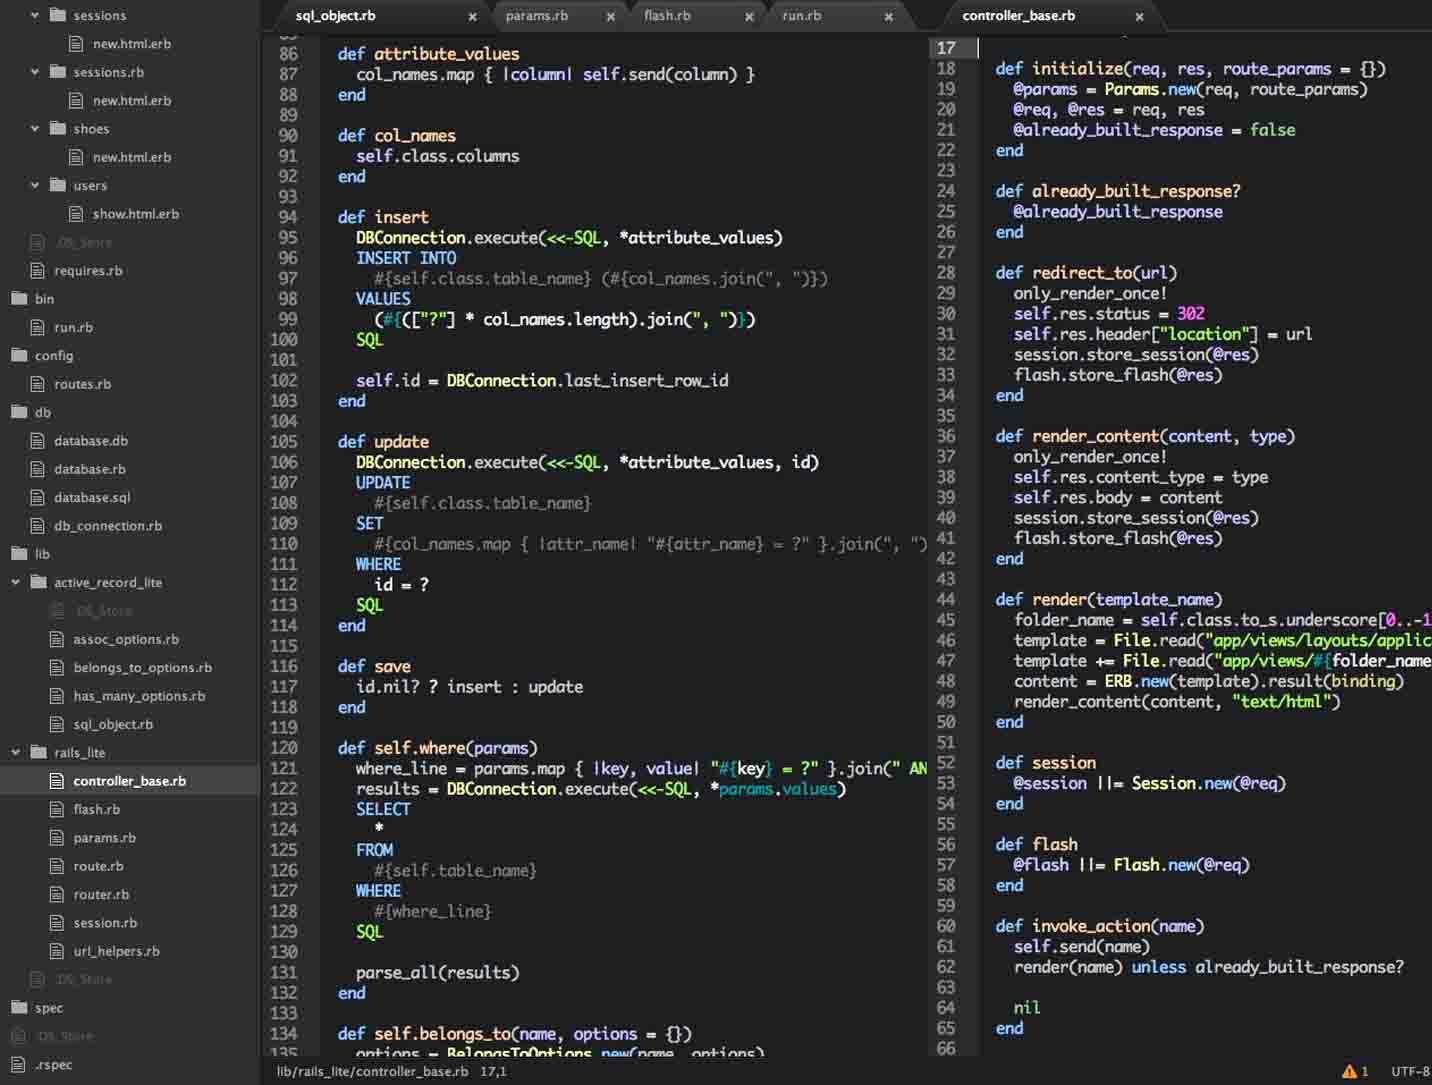 sessions
new.html.erb
sessions.rb
new.html.erb
shoes
new.html.erb
users
show.html.erb
.DS_Store
requires.rb
bin
run.rb
config
routes.rb
db
database.db
database.rb
database.sql
db_connection.rb
lib
active_record_lite
.DS_Store
assoc_options.rb
belongs_to_options.rb
has_many_options.rb
sql_object.rb
rails_lite
controller_base.rb
flash.rb
params.rb
route.rb
router.rb
session.rb
url_helpers.rb
.DS_Store
spec
.DS_Store
.rspec
sql_object.rb × params.rb × flash.rb × run.rb ×
85
86 def attribute_values
87 col_names.map { |column| self.send(column) }
88 end
89
90 def col_names
91 self.class.columns
92 end
93
94 def insert
95 DBConnection.execute(<<-SQL, *attribute_values)
96 INSERT INTO
97 #{self.class.table_name} (#{col_names.join(", ")})
98 VALUES
99 (#{(["?"] * col_names.length).join(", ")})
100 SQL
101
102 self.id = DBConnection.last_insert_row_id
103 end
104
105 def update
106 DBConnection.execute(<<-SQL, *attribute_values, id)
107 UPDATE
108 #{self.class.table_name}
109 SET
110 #{col_names.map { |attr_name| "#{attr_name} = ?" }.join(", ")
111 WHERE
112 id = ?
113 SQL
114 end
115
116 def save
117 id.nil? ? insert : update
118 end
119
120 def self.where(params)
121 where_line = params.map { |key, value| "#{key} = ?" }.join(" AN
122 results = DBConnection.execute(<<-SQL, *params.values)
123 SELECT
124 *
125 FROM
126 #{self.table_name}
127 WHERE
128 #{where_line}
129 SQL
130
131 parse_all(results)
132 end
133
134 def self.belongs_to(name, options = {})
135 options = BelongsToOptions.new(name, options)
controller_base.rb ×
17
18 def initialize(req, res, route_params = {})
19 @params = Params.new(req, route_params)
20 @req, @res = req, res
21 @already_built_response = false
22 end
23
24 def already_built_response?
25 @already_built_response
26 end
27
28 def redirect_to(url)
29 only_render_once!
30 self.res.status = 302
31 self.res.header["location"] = url
32 session.store_session(@res)
33 flash.store_flash(@res)
34 end
35
36 def render_content(content, type)
37 only_render_once!
38 self.res.content_type = type
39 self.res.body = content
40 session.store_session(@res)
41 flash.store_flash(@res)
42 end
43
44 def render(template_name)
45 folder_name = self.class.to_s.underscore[0..-1
46 template = File.read("app/views/layouts/applic
47 template += File.read("app/views/#{folder_name
48 content = ERB.new(template).result(binding)
49 render_content(content, "text/html")
50 end
51
52 def session
53 @session ||= Session.new(@req)
54 end
55
56 def flash
57 @flash ||= Flash.new(@req)
58 end
59
60 def invoke_action(name)
61 self.send(name)
62 render(name) unless already_built_response?
63
64 nil
65 end
66
lib/rails_lite/controller_base.rb 17,1
1 UTF-8